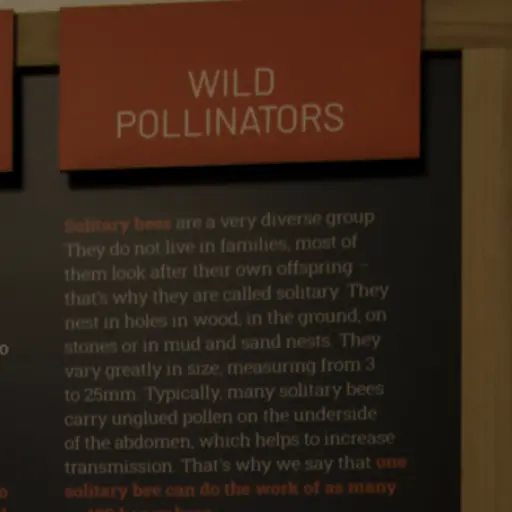 WILD
POLLINATORS
Solitary bees are a very diverse group
They do not live in families, most of
them look after their own offspring –
that's why they are called solitary. They
nest in holes in wood, in the ground, on
stones or in mud and sand nests. They
vary greatly in size, measuring from 3
to 25mm. Typically, many solitary bees
carry unglued pollen on the underside
of the abdomen, which helps to increase
transmission. That's why we say that one
solitary bee can do the work of as many
o
o